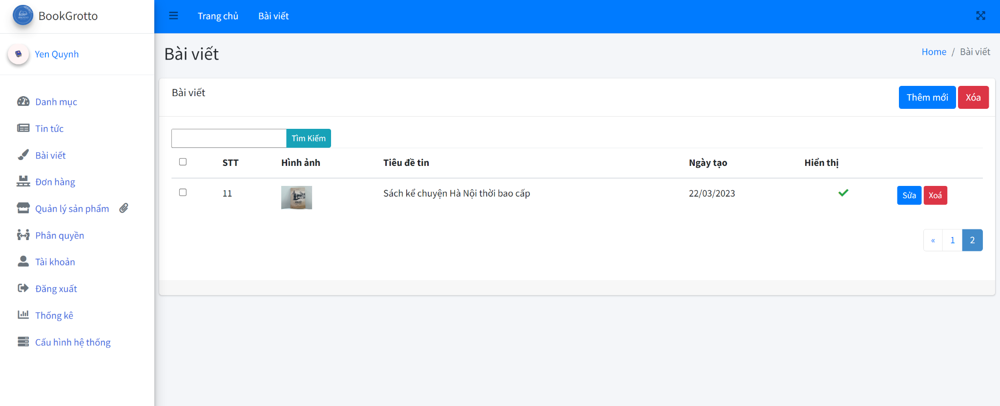 BookGrotto
Trang chủ
Bài viết
Yen Quynh
Bài viết
Home / Bài viết
Danh mục
Tin tức
Bài viết
Đơn hàng
Quản lý sản phẩm
Phân quyền
Tài khoản
Đăng xuất
Thống kê
Cấu hình hệ thống
Bài viết
Thêm mới
Xóa
Tìm Kiếm
STT Hình ảnh Tiêu đề tin Ngày tạo Hiển thị
11 Sách kể chuyện Hà Nội thời bao cấp 22/03/2023 Sửa Xoá
« 1 2